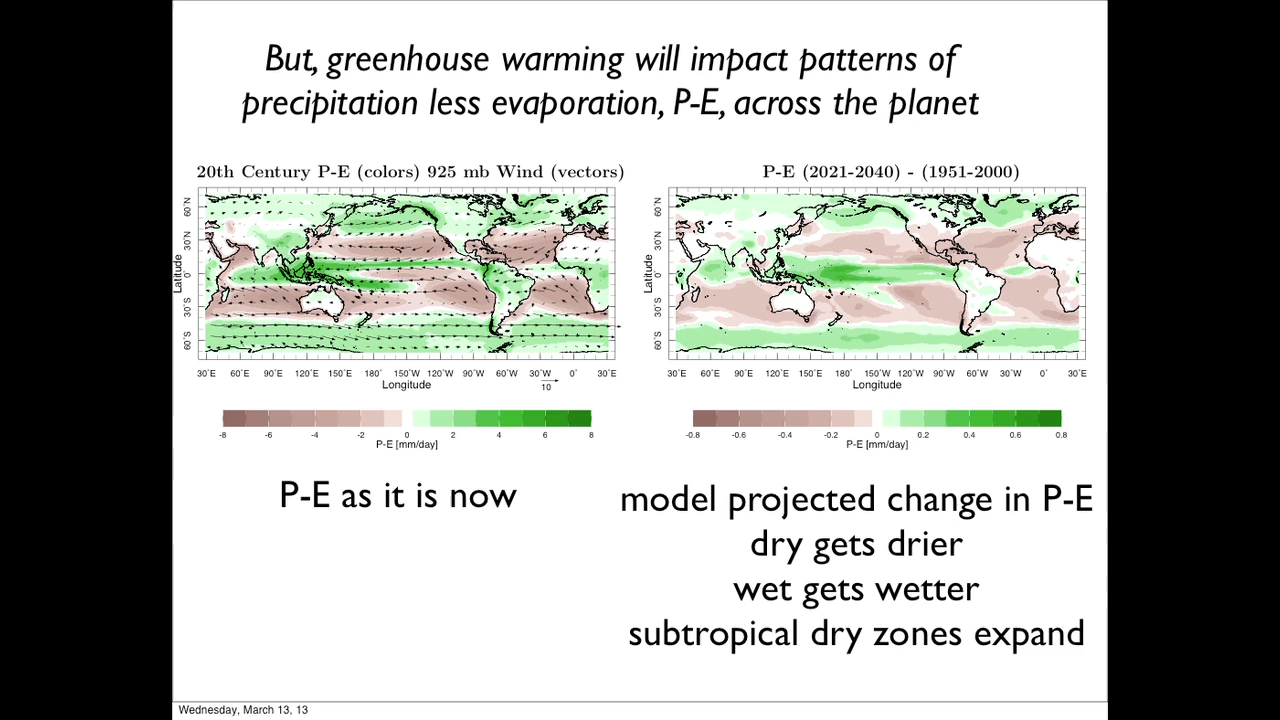 But, greenhouse warming will impact patterns of
precipitation less evaporation, P-E, across the planet
20th Century P-E (colors) 925 mb Wind (vectors)
Latitude
60°N
30°N
0°
30°S
60°S
30°E 60°E 90°E 120°E 150°E 180° 150°W 120°W 90°W 60°W 30°W 0° 30°E
Longitude
10
-8 -6 -4 -2 0 2 4 6 8
P-E [mm/day]
P-E (2021-2040) - (1951-2000)
Latitude
60°N
30°N
0°
30°S
60°S
30°E 60°E 90°E 120°E 150°E 180° 150°W 120°W 90°W 60°W 30°W 0° 30°E
Longitude
-0.8 -0.6 -0.4 -0.2 0 0.2 0.4 0.6 0.8
P-E [mm/day]
P-E as it is now
model projected change in P-E
dry gets drier
wet gets wetter
subtropical dry zones expand
Wednesday, March 13, 13